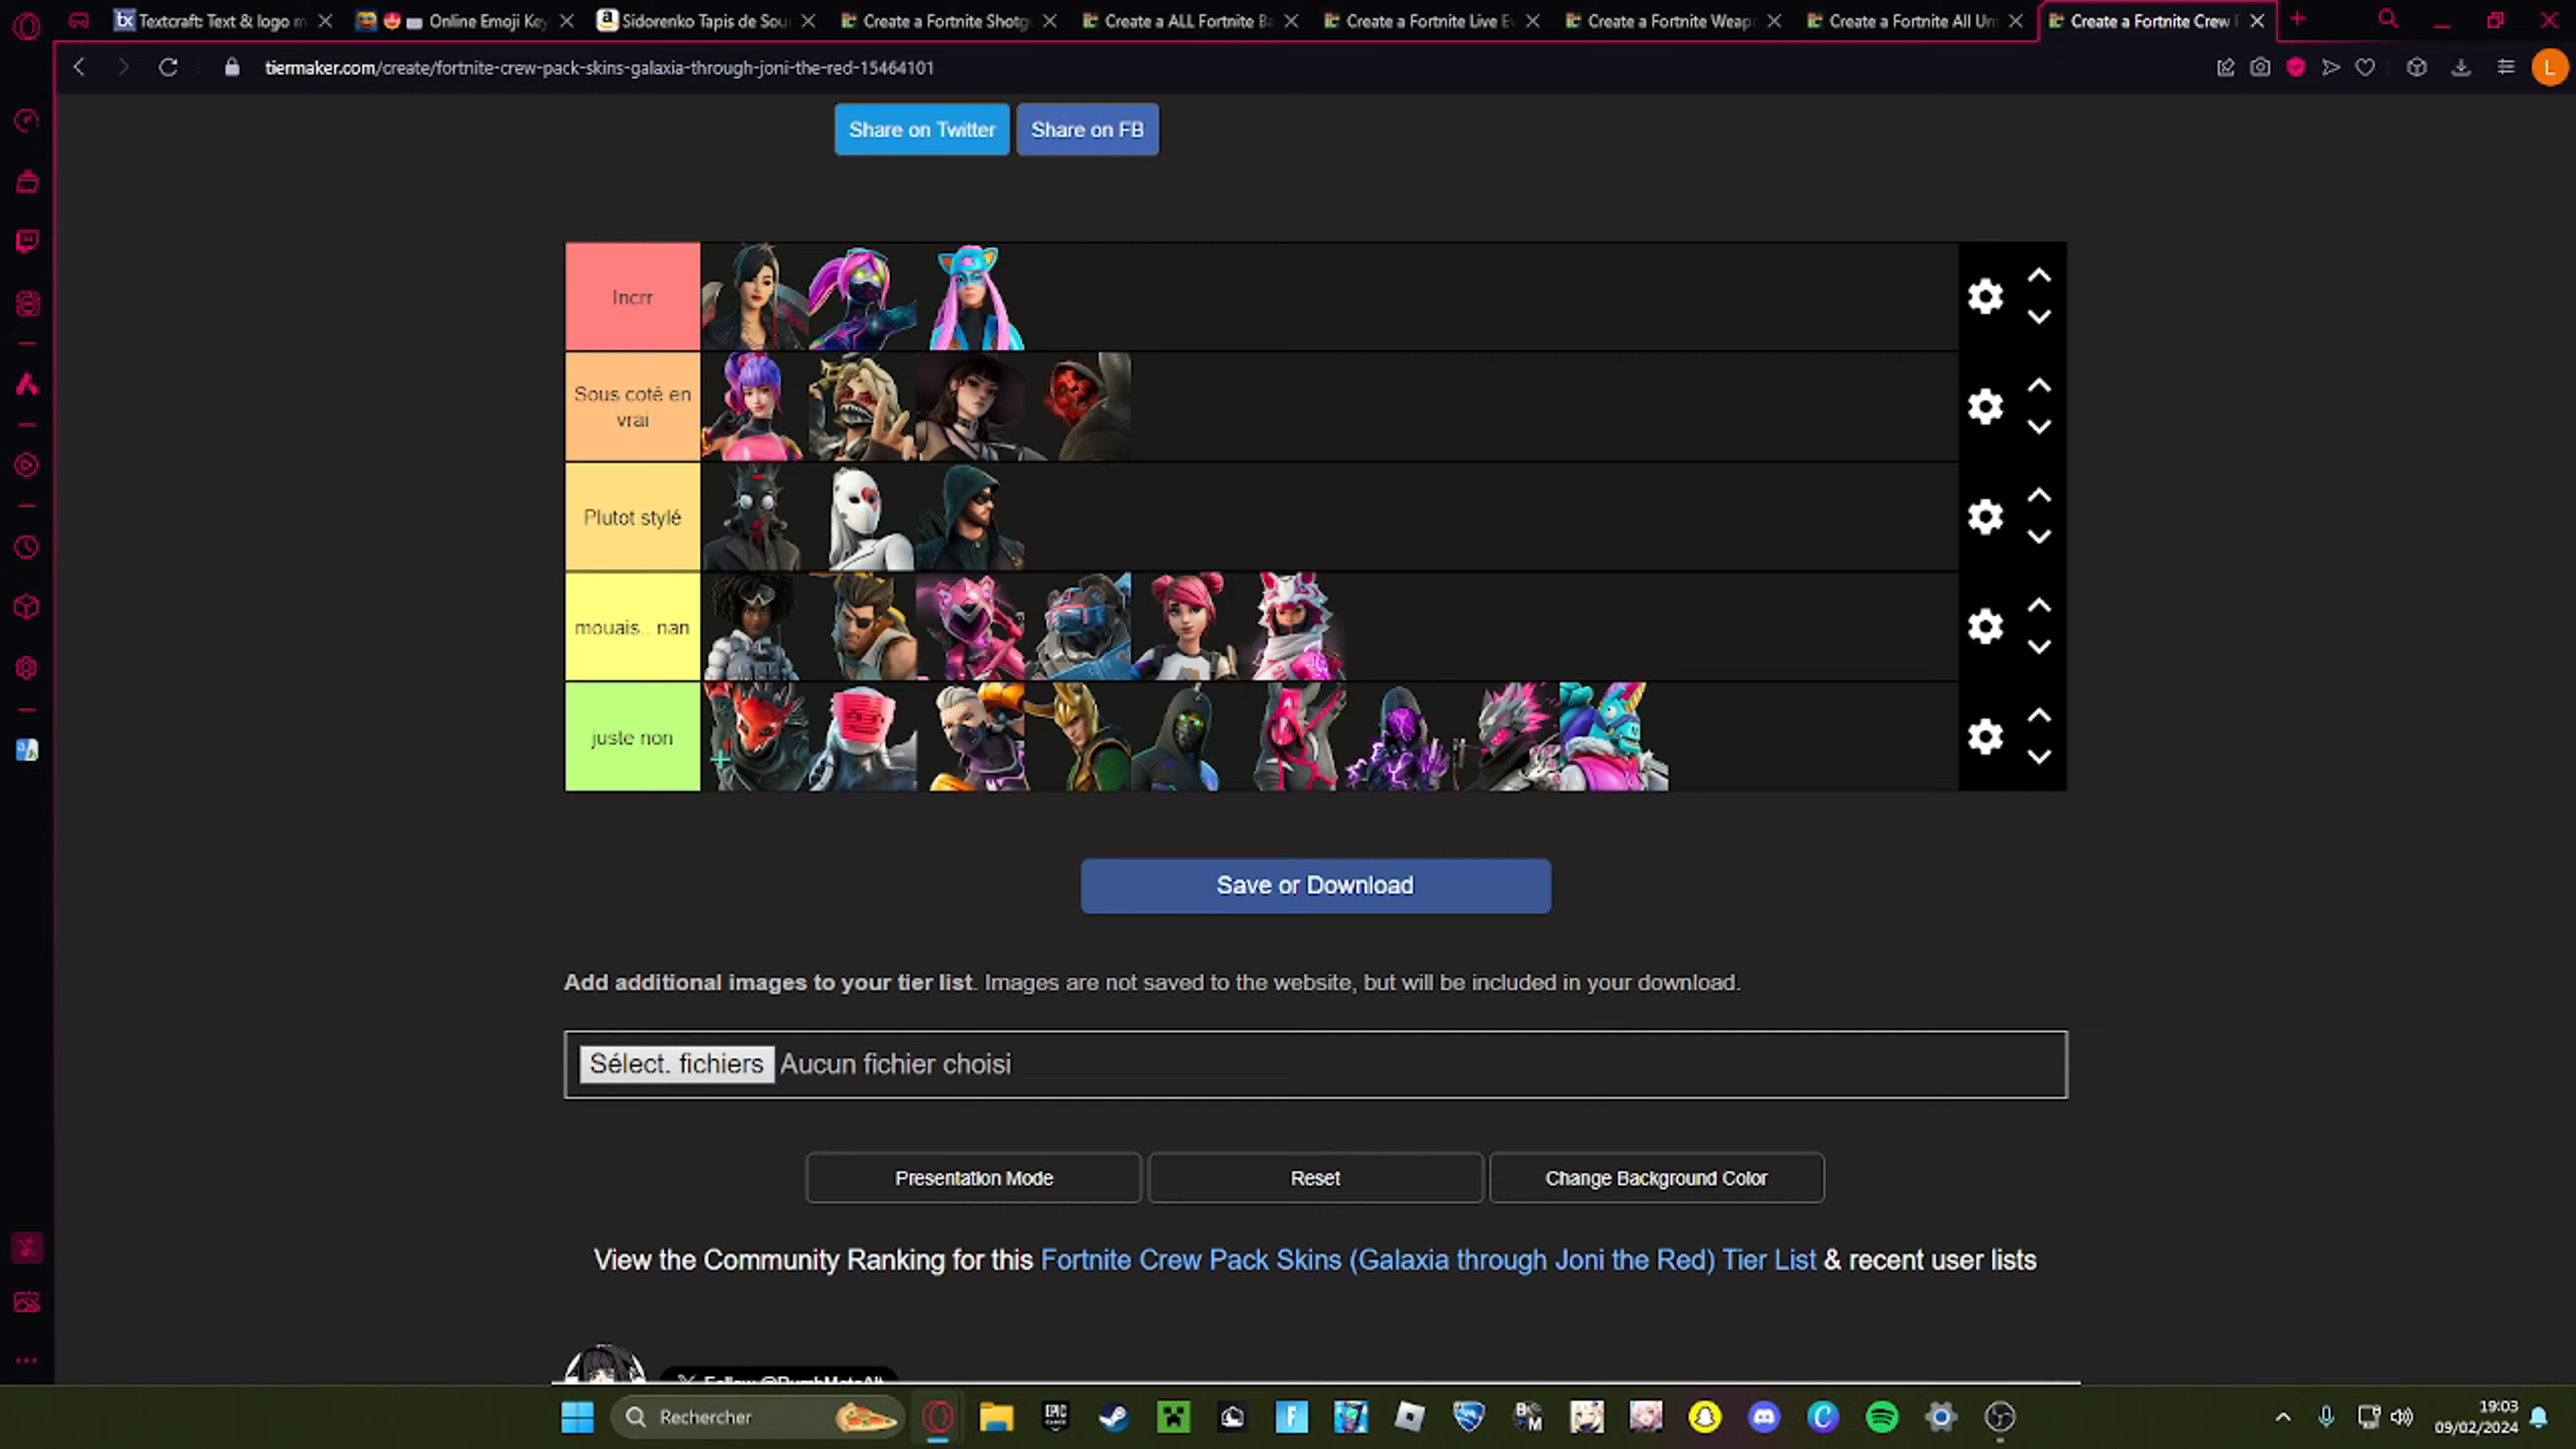 Textcraft: Text & logo m
Online Emoji Key
Sidorenko Tapis de Sou
Create a Fortnite Shotg
Create a ALL Fortnite Ba
Create a Fortnite Live E
Create a Fortnite Weap
Create a Fortnite All Um
Create a Fortnite Crew P
tiermaker.com/create/fortnite-crew-pack-skins-galaxia-through-joni-the-red-15464101
L
Share on Twitter
Share on FB
Incrr
Sous coté en
vrai
Plutot stylé
mouais.. nan
juste non
Save or Download
Add additional images to your tier list. Images are not saved to the website, but will be included in your download.
Sélect. fichiers Aucun fichier choisi
Presentation Mode
Reset
Change Background Color
View the Community Ranking for this Fortnite Crew Pack Skins (Galaxia through Joni the Red) Tier List & recent user lists
Rechercher
EPIC
19:03
09/02/2024